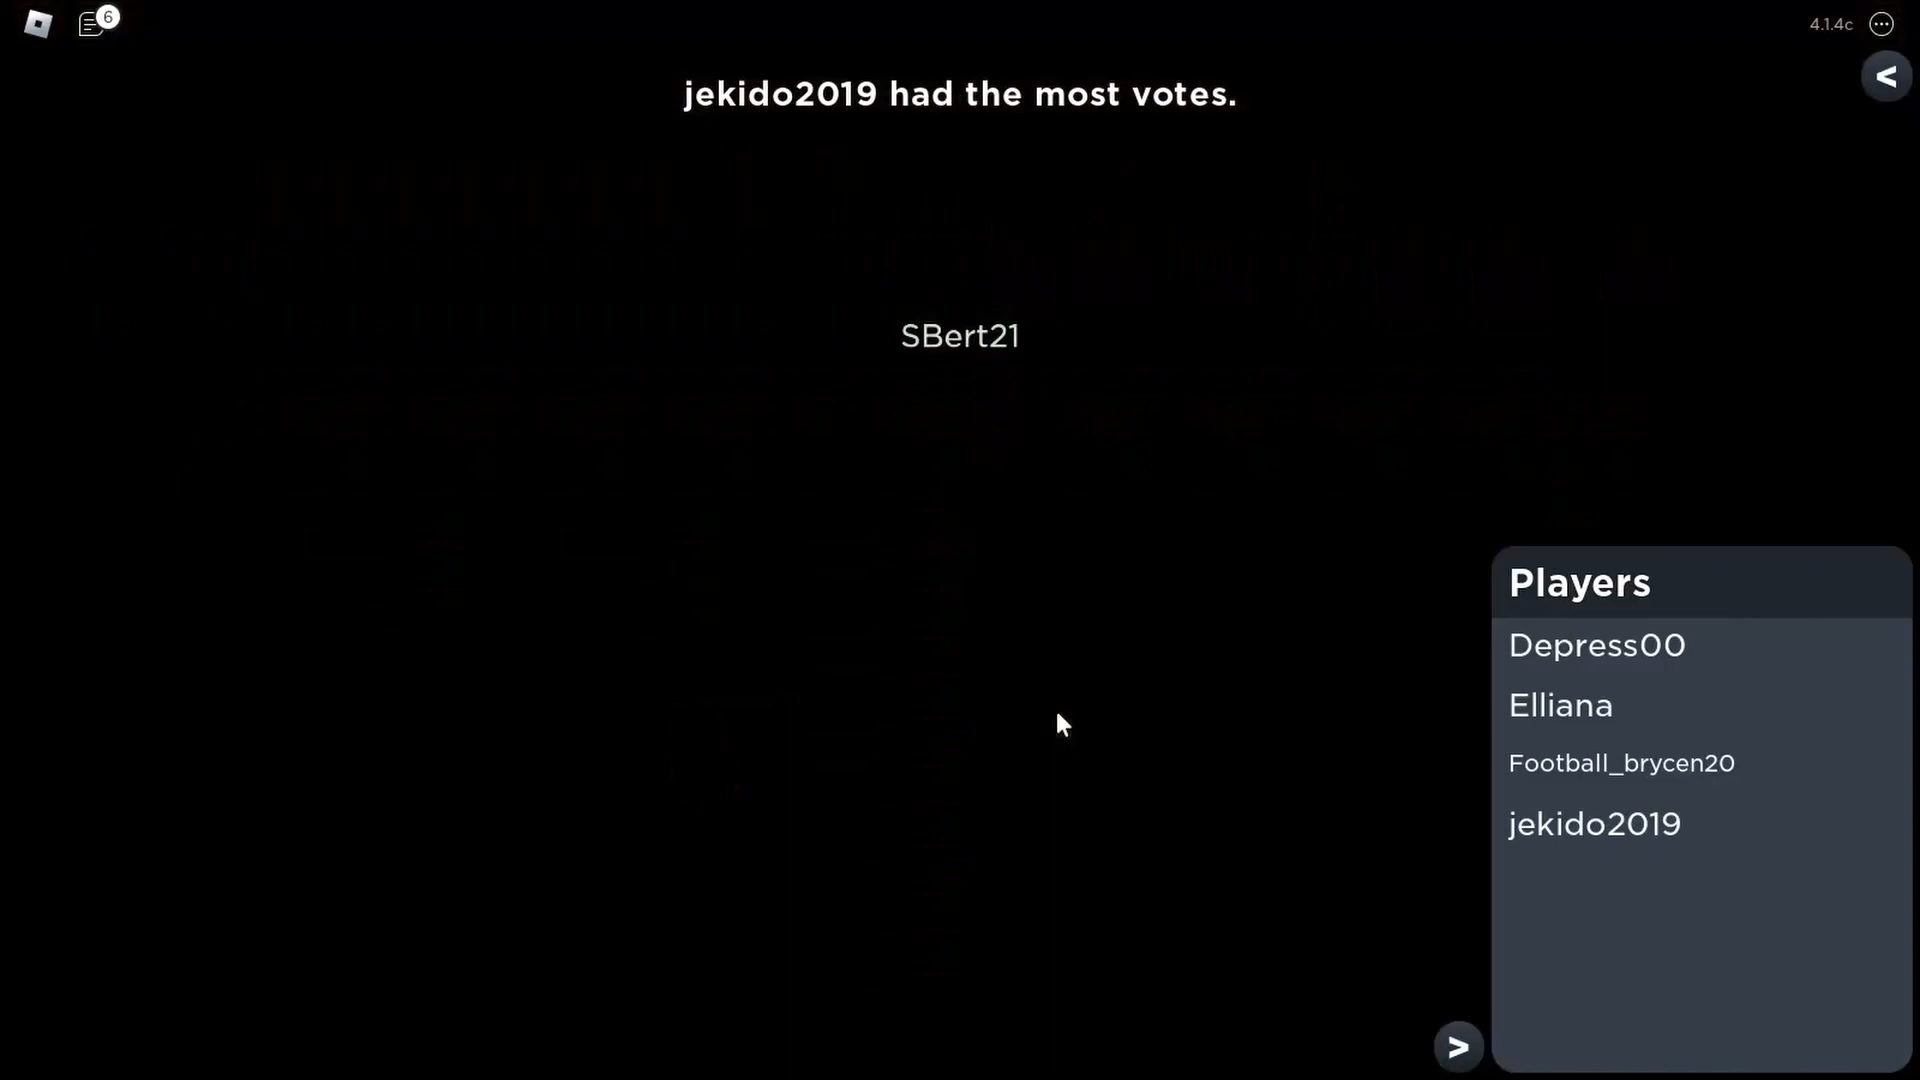 6
4.1.4c
<
jekido2019 had the most votes.
SBert21
Players
Depress00
Elliana
Football_brycen20
jekido2019
>